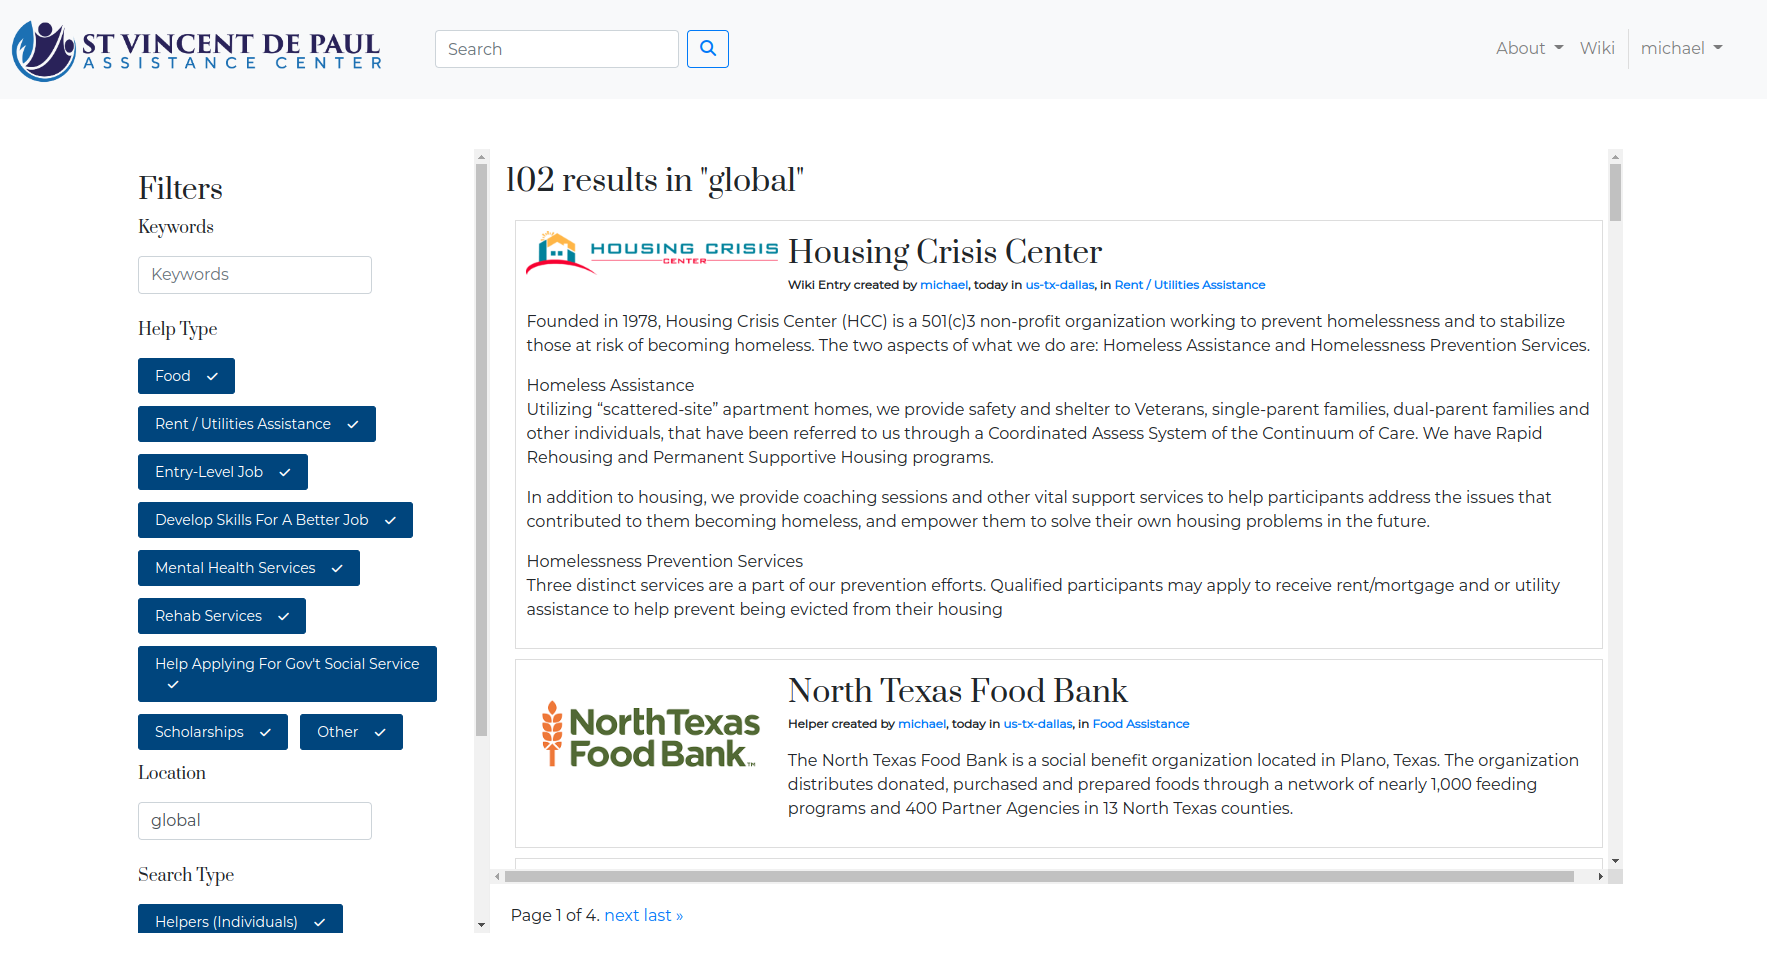 ST VINCENT DE PAUL
ASSISTANCE CENTER
Search
About
Wiki
michael
Filters
Keywords
Keywords
Help Type
Food
Rent / Utilities Assistance
Entry-Level Job
Develop Skills For A Better Job
Mental Health Services
Rehab Services
Help Applying For Gov't Social Service
Scholarships
Other
Location
global
Search Type
Helpers (Individuals)
102 results in "global"
HOUSING CRISIS
CENTER
Housing Crisis Center
Wiki Entry created by michael, today in us-tx-dallas, in Rent / Utilities Assistance
Founded in 1978, Housing Crisis Center (HCC) is a 501(c)3 non-profit organization working to prevent homelessness and to stabilize
those at risk of becoming homeless. The two aspects of what we do are: Homeless Assistance and Homelessness Prevention Services.
Homeless Assistance
Utilizing “scattered-site” apartment homes, we provide safety and shelter to Veterans, single-parent families, dual-parent families and
other individuals, that have been referred to us through a Coordinated Assess System of the Continuum of Care. We have Rapid
Rehousing and Permanent Supportive Housing programs.
In addition to housing, we provide coaching sessions and other vital support services to help participants address the issues that
contributed to them becoming homeless, and empower them to solve their own housing problems in the future.
Homelessness Prevention Services
Three distinct services are a part of our prevention efforts. Qualified participants may apply to receive rent/mortgage and or utility
assistance to help prevent being evicted from their housing
North Texas
Food Bank™
North Texas Food Bank
Helper created by michael, today in us-tx-dallas, in Food Assistance
The North Texas Food Bank is a social benefit organization located in Plano, Texas. The organization
distributes donated, purchased and prepared foods through a network of nearly 1,000 feeding
programs and 400 Partner Agencies in 13 North Texas counties.
Page 1 of 4. next last »